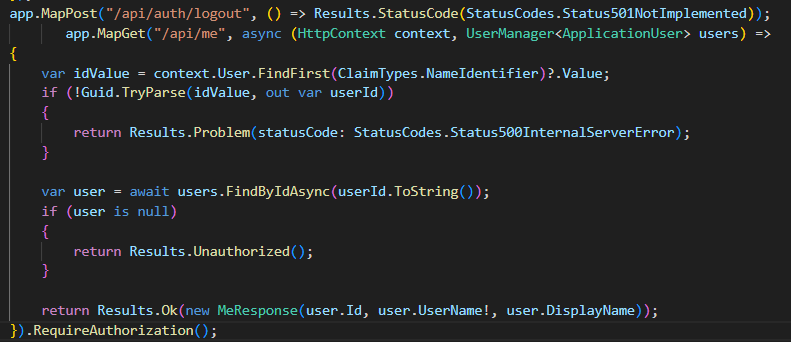 app.MapPost("/api/auth/logout", () => Results.StatusCode(StatusCodes.Status501NotImplemented));
        app.MapGet("/api/me", async (HttpContext context, UserManager<ApplicationUser> users) =>
{
    var idValue = context.User.FindFirst(ClaimTypes.NameIdentifier)?.Value;
    if (!Guid.TryParse(idValue, out var userId))
    {
        return Results.Problem(statusCode: StatusCodes.Status500InternalServerError);
    }

    var user = await users.FindByIdAsync(userId.ToString());
    if (user is null)
    {
        return Results.Unauthorized();
    }

    return Results.Ok(new MeResponse(user.Id, user.UserName!, user.DisplayName));
}).RequireAuthorization();